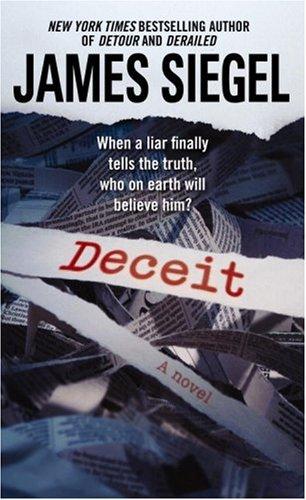 NEW YORK TIMES BESTSELLING AUTHOR
OF DETOUR AND DERAILED
JAMES SIEGEL
When a liar finally
tells the truth,
who on earth will
believe him?
Deceit
A novel